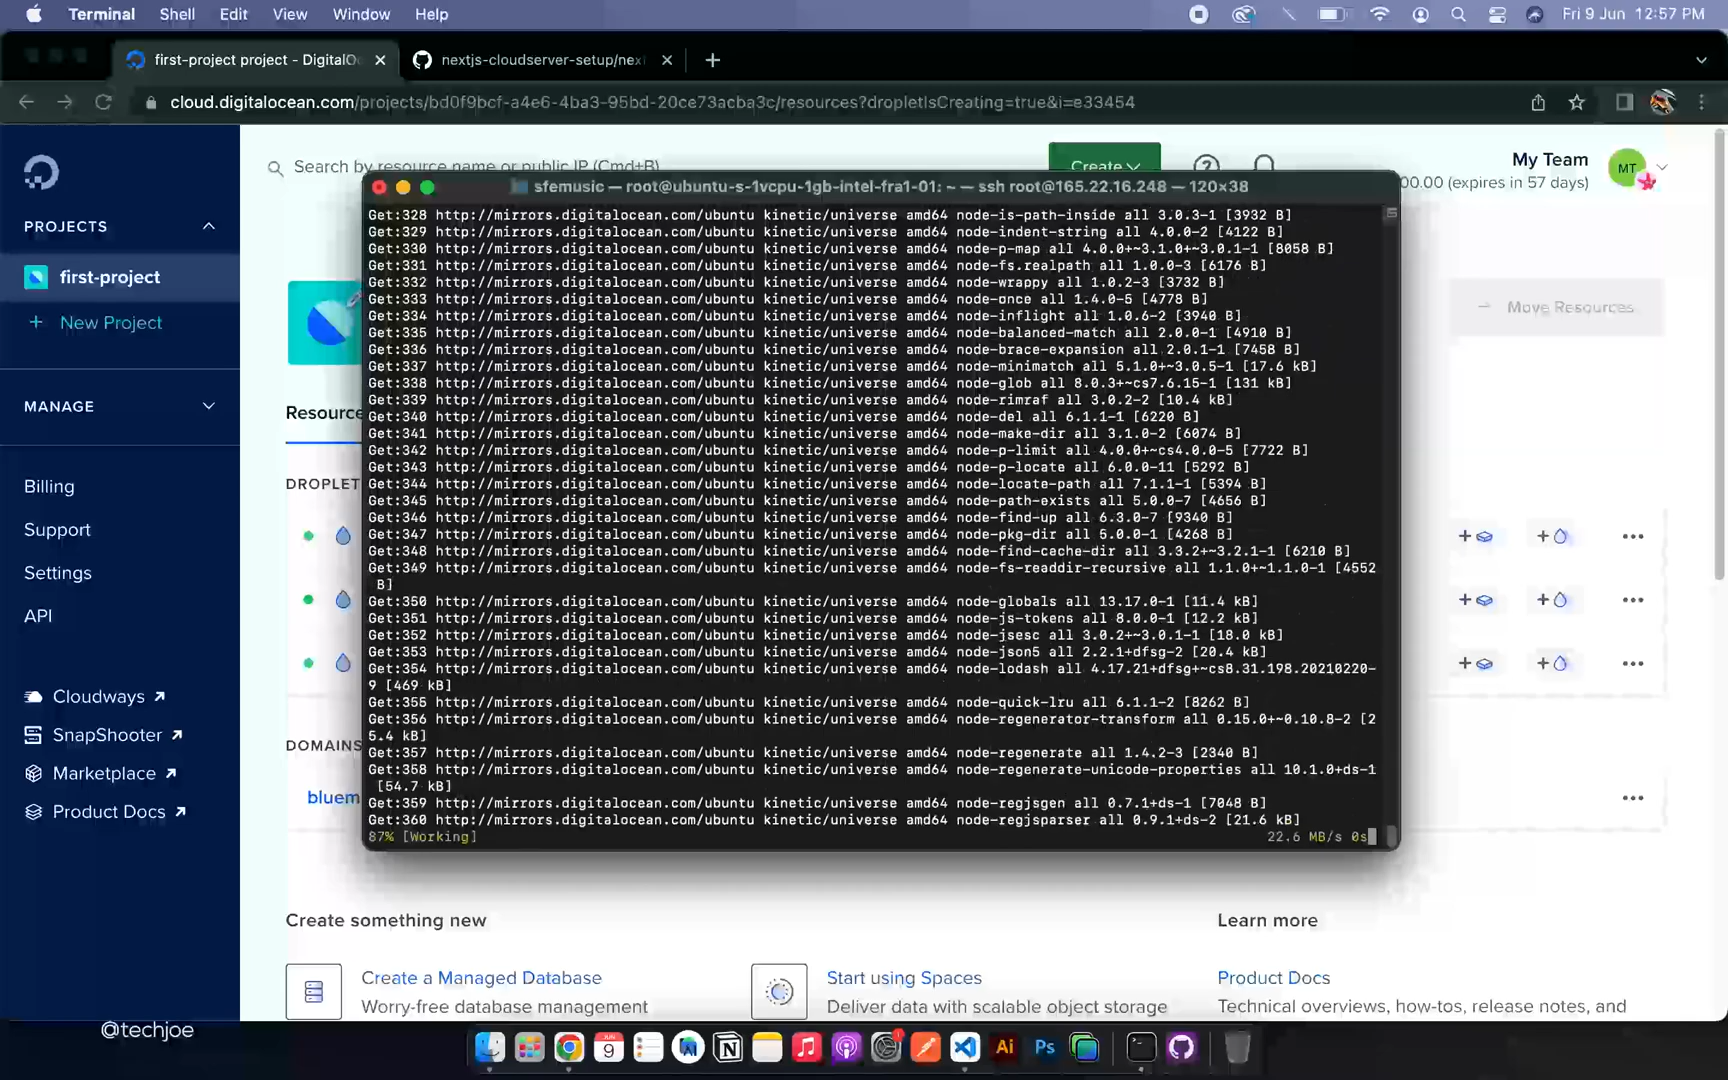 Terminal Shell Edit View Window Help
Fri 9 Jun 12:57 PM
first-project project - DigitalO
nextjs-cloudserver-setup/nex
cloud.digitalocean.com/projects/bd0f9bcf-a4e6-4ba3-95bd-20ce73acba3c/resources?dropletIsCreating=true&i=e33454
Search by resource name or public IP (Cmd+B)
Create
My Team
00.00 (expires in 57 days)
MT
PROJECTS
first-project
+ New Project
MANAGE
Billing
Support
Settings
API
Cloudways
SnapShooter
Marketplace
Product Docs
Move Resources
Resource
DROPLET
DOMAINS
bluem
sfemusic — root@ubuntu-s-1vcpu-1gb-intel-fra1-01: ~ — ssh root@165.22.16.248 — 120×38
Get:328 http://mirrors.digitalocean.com/ubuntu kinetic/universe amd64 node-is-path-inside all 3.0.3-1 [3932 B]
Get:329 http://mirrors.digitalocean.com/ubuntu kinetic/universe amd64 node-indent-string all 4.0.0-2 [4122 B]
Get:330 http://mirrors.digitalocean.com/ubuntu kinetic/universe amd64 node-p-map all 4.0.0+~3.1.0+~3.0.1-1 [8058 B]
Get:331 http://mirrors.digitalocean.com/ubuntu kinetic/universe amd64 node-fs.realpath all 1.0.0-3 [6176 B]
Get:332 http://mirrors.digitalocean.com/ubuntu kinetic/universe amd64 node-wrappy all 1.0.2-3 [3732 B]
Get:333 http://mirrors.digitalocean.com/ubuntu kinetic/universe amd64 node-once all 1.4.0-5 [4778 B]
Get:334 http://mirrors.digitalocean.com/ubuntu kinetic/universe amd64 node-inflight all 1.0.6-2 [3940 B]
Get:335 http://mirrors.digitalocean.com/ubuntu kinetic/universe amd64 node-balanced-match all 2.0.0-1 [4910 B]
Get:336 http://mirrors.digitalocean.com/ubuntu kinetic/universe amd64 node-brace-expansion all 2.0.1-1 [7458 B]
Get:337 http://mirrors.digitalocean.com/ubuntu kinetic/universe amd64 node-minimatch all 5.1.0+~3.0.5-1 [17.6 kB]
Get:338 http://mirrors.digitalocean.com/ubuntu kinetic/universe amd64 node-glob all 8.0.3+~cs7.6.15-1 [131 kB]
Get:339 http://mirrors.digitalocean.com/ubuntu kinetic/universe amd64 node-rimraf all 3.0.2-2 [10.4 kB]
Get:340 http://mirrors.digitalocean.com/ubuntu kinetic/universe amd64 node-del all 6.1.1-1 [6220 B]
Get:341 http://mirrors.digitalocean.com/ubuntu kinetic/universe amd64 node-make-dir all 3.1.0-2 [6074 B]
Get:342 http://mirrors.digitalocean.com/ubuntu kinetic/universe amd64 node-p-limit all 4.0.0+~cs4.0.0-5 [7722 B]
Get:343 http://mirrors.digitalocean.com/ubuntu kinetic/universe amd64 node-p-locate all 6.0.0-11 [5292 B]
Get:344 http://mirrors.digitalocean.com/ubuntu kinetic/universe amd64 node-locate-path all 7.1.1-1 [5394 B]
Get:345 http://mirrors.digitalocean.com/ubuntu kinetic/universe amd64 node-path-exists all 5.0.0-7 [4656 B]
Get:346 http://mirrors.digitalocean.com/ubuntu kinetic/universe amd64 node-find-up all 6.3.0-7 [9340 B]
Get:347 http://mirrors.digitalocean.com/ubuntu kinetic/universe amd64 node-pkg-dir all 5.0.0-1 [4268 B]
Get:348 http://mirrors.digitalocean.com/ubuntu kinetic/universe amd64 node-find-cache-dir all 3.3.2+~3.2.1-1 [6210 B]
Get:349 http://mirrors.digitalocean.com/ubuntu kinetic/universe amd64 node-fs-readdir-recursive all 1.1.0+~1.1.0-1 [4552
B]
Get:350 http://mirrors.digitalocean.com/ubuntu kinetic/universe amd64 node-globals all 13.17.0-1 [11.4 kB]
Get:351 http://mirrors.digitalocean.com/ubuntu kinetic/universe amd64 node-js-tokens all 8.0.0-1 [12.2 kB]
Get:352 http://mirrors.digitalocean.com/ubuntu kinetic/universe amd64 node-jsesc all 3.0.2+~3.0.1-1 [18.0 kB]
Get:353 http://mirrors.digitalocean.com/ubuntu kinetic/universe amd64 node-json5 all 2.2.1+dfsg-2 [20.4 kB]
Get:354 http://mirrors.digitalocean.com/ubuntu kinetic/universe amd64 node-lodash all 4.17.21+dfsg+~cs8.31.198.20210220-
9 [469 kB]
Get:355 http://mirrors.digitalocean.com/ubuntu kinetic/universe amd64 node-quick-lru all 6.1.1-2 [8262 B]
Get:356 http://mirrors.digitalocean.com/ubuntu kinetic/universe amd64 node-regenerator-transform all 0.15.0+~0.10.8-2 [2
5.4 kB]
Get:357 http://mirrors.digitalocean.com/ubuntu kinetic/universe amd64 node-regenerate all 1.4.2-3 [2340 B]
Get:358 http://mirrors.digitalocean.com/ubuntu kinetic/universe amd64 node-regenerate-unicode-properties all 10.1.0+ds-1
[54.7 kB]
Get:359 http://mirrors.digitalocean.com/ubuntu kinetic/universe amd64 node-regjsgen all 0.7.1+ds-1 [7048 B]
Get:360 http://mirrors.digitalocean.com/ubuntu kinetic/universe amd64 node-regjsparser all 0.9.1+ds-2 [21.6 kB]
87% [Working] 22.6 MB/s 0s
Create something new
Learn more
Create a Managed Database
Worry-free database management
Start using Spaces
Deliver data with scalable object storage
Product Docs
Technical overviews, how-tos, release notes, and
@techjoe
JUN
9
Ai
Ps